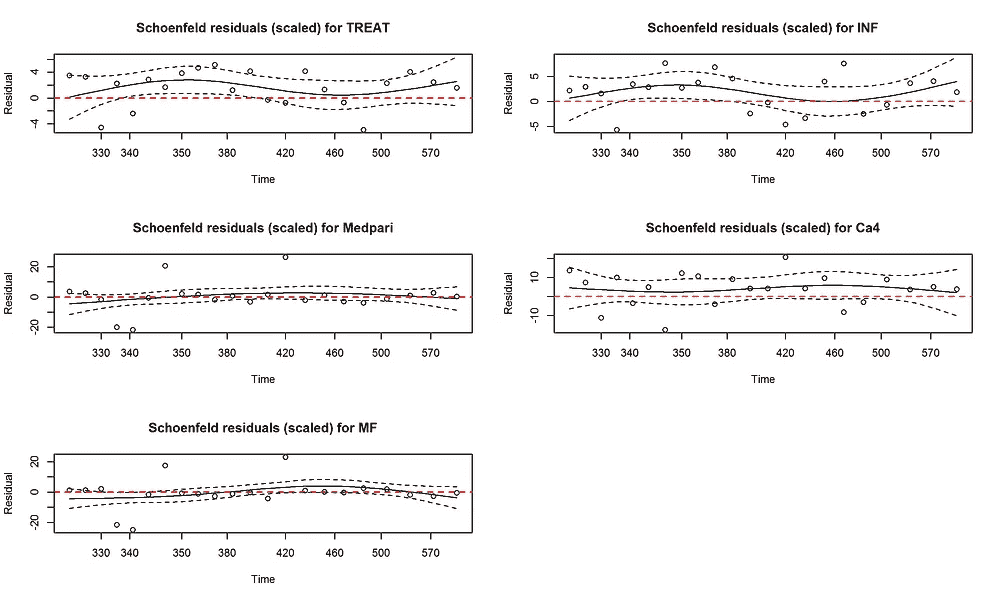 Schoenfeld residuals (scaled) for TREAT
Residual
4
0
-4
330 340 350 380 420 460 500 570
Time
Schoenfeld residuals (scaled) for INF
Residual
5
0
-5
330 340 350 380 420 460 500 570
Time
Schoenfeld residuals (scaled) for Medpari
Residual
20
0
-20
330 340 350 380 420 460 500 570
Time
Schoenfeld residuals (scaled) for Ca4
Residual
10
-10
330 340 350 380 420 460 500 570
Time
Schoenfeld residuals (scaled) for MF
Residual
20
0
-20
330 340 350 380 420 460 500 570
Time